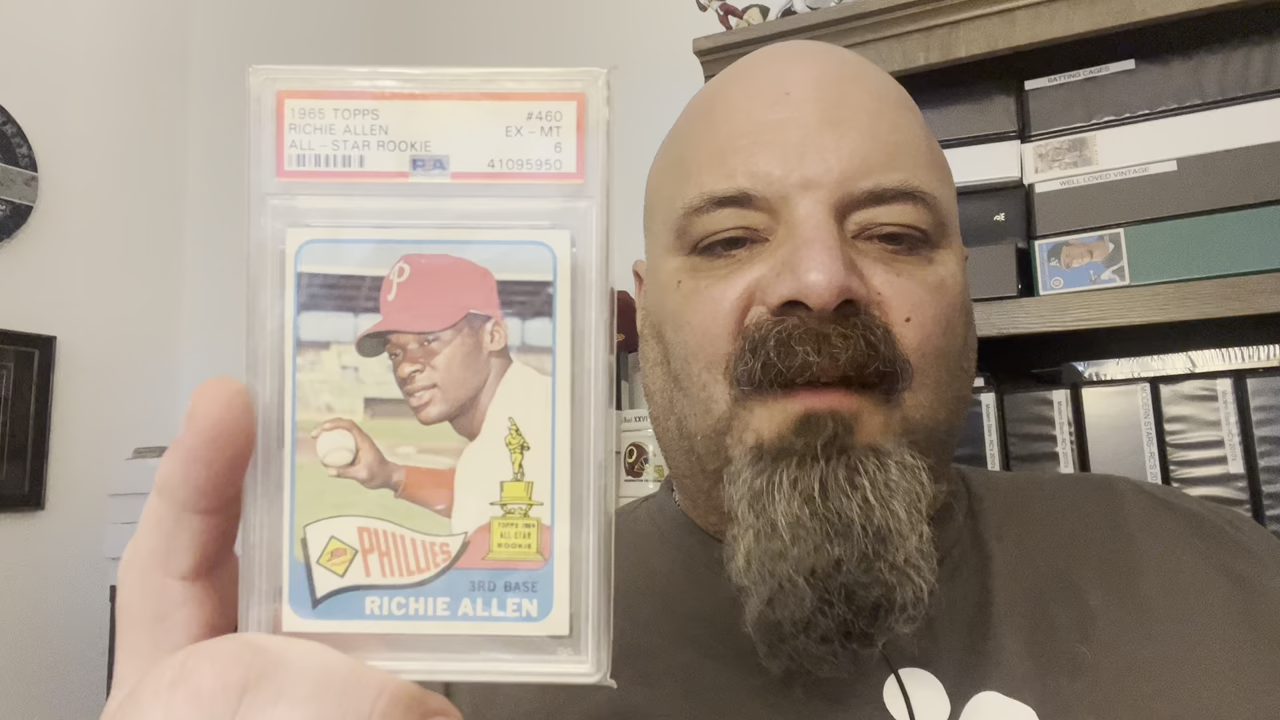 1965 TOPPS #460
RICHIE ALLEN EX - MT
ALL - STAR ROOKIE 6
PSA 41095950
P
TOPPS 1964
ALL-STAR
ROOKIE
PHILLIES
3RD BASE
RICHIE ALLEN
BATTING CAGES
WELL LOVED VINTAGE
XXVI